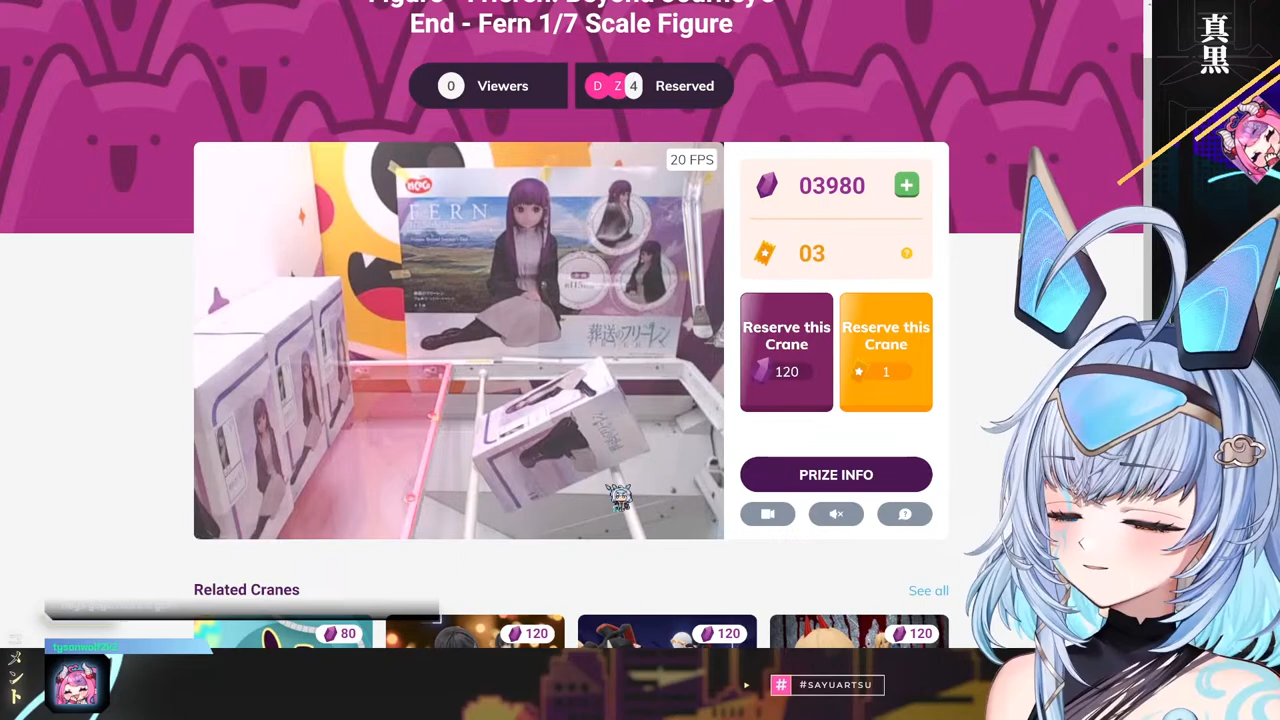 End - Fern 1/7 Scale Figure
0 Viewers
D Z 4 Reserved
真黒
20 FPS
FERN
葬送のフリーレン
03980
03
Reserve this Crane
120
Reserve this Crane
1
PRIZE INFO
Related Cranes
See all
80
120
120
120
tysonwolf2k2
#SAYUARTSU